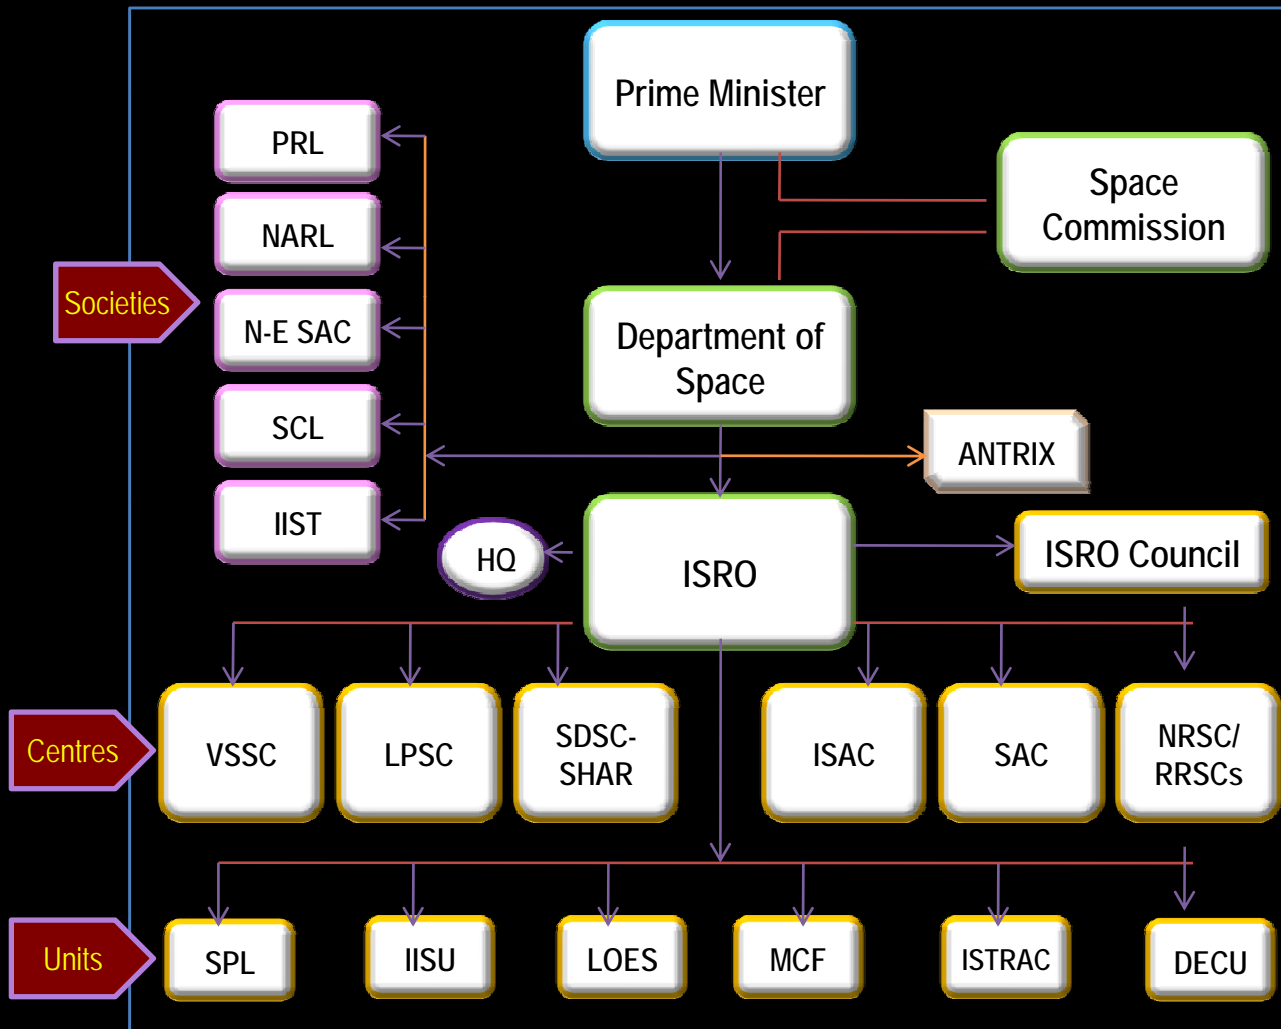 Prime Minister
Space
Commission
PRL
NARL
Societies
N-E SAC
SCL
IIST
Department of
Space
ANTRIX
HQ
ISRO
ISRO Council
Centres
VSSC
LPSC
SDSC-
SHAR
ISAC
SAC
NRSC/
RRSCs
Units
SPL
IISU
LOES
MCF
ISTRAC
DECU